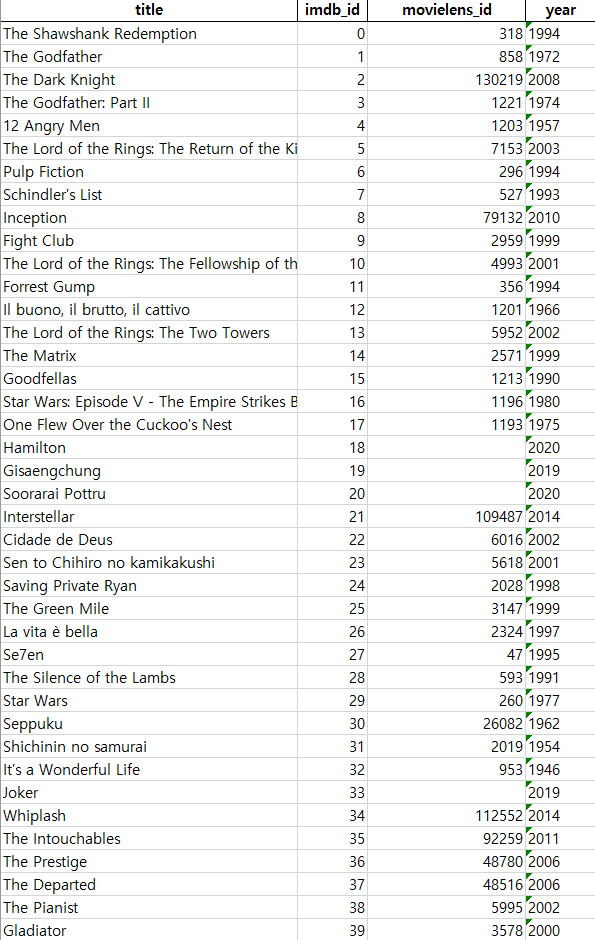 title imdb_id movielens_id year
The Shawshank Redemption 0 318 1994
The Godfather 1 858 1972
The Dark Knight 2 130219 2008
The Godfather: Part II 3 1221 1974
12 Angry Men 4 1203 1957
The Lord of the Rings: The Return of the Ki 5 7153 2003
Pulp Fiction 6 296 1994
Schindler's List 7 527 1993
Inception 8 79132 2010
Fight Club 9 2959 1999
The Lord of the Rings: The Fellowship of th 10 4993 2001
Forrest Gump 11 356 1994
Il buono, il brutto, il cattivo 12 1201 1966
The Lord of the Rings: The Two Towers 13 5952 2002
The Matrix 14 2571 1999
Goodfellas 15 1213 1990
Star Wars: Episode V - The Empire Strikes B 16 1196 1980
One Flew Over the Cuckoo's Nest 17 1193 1975
Hamilton 18 2020
Gisaengchung 19 2019
Soorarai Pottru 20 2020
Interstellar 21 109487 2014
Cidade de Deus 22 6016 2002
Sen to Chihiro no kamikakushi 23 5618 2001
Saving Private Ryan 24 2028 1998
The Green Mile 25 3147 1999
La vita è bella 26 2324 1997
Se7en 27 47 1995
The Silence of the Lambs 28 593 1991
Star Wars 29 260 1977
Seppuku 30 26082 1962
Shichinin no samurai 31 2019 1954
It's a Wonderful Life 32 953 1946
Joker 33 2019
Whiplash 34 112552 2014
The Intouchables 35 92259 2011
The Prestige 36 48780 2006
The Departed 37 48516 2006
The Pianist 38 5995 2002
Gladiator 39 3578 2000